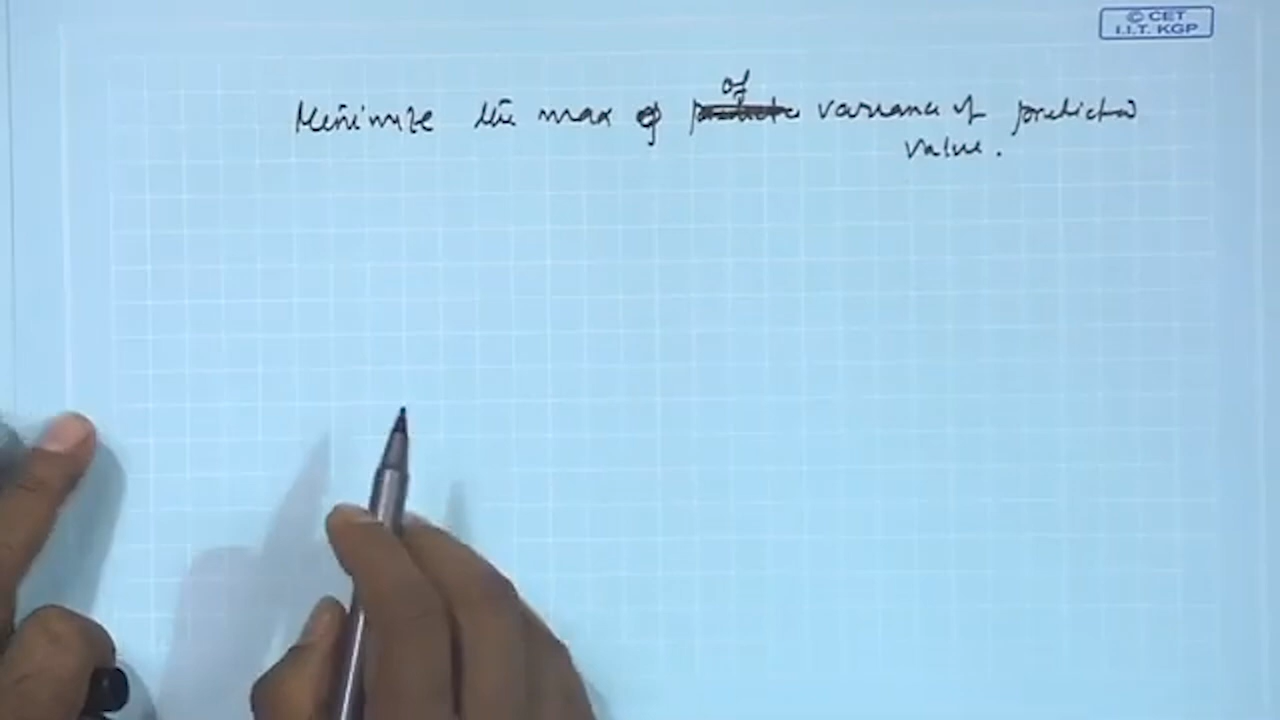 © CET
I.I.T. KGP
Minimize the max of variance of predicted
value.